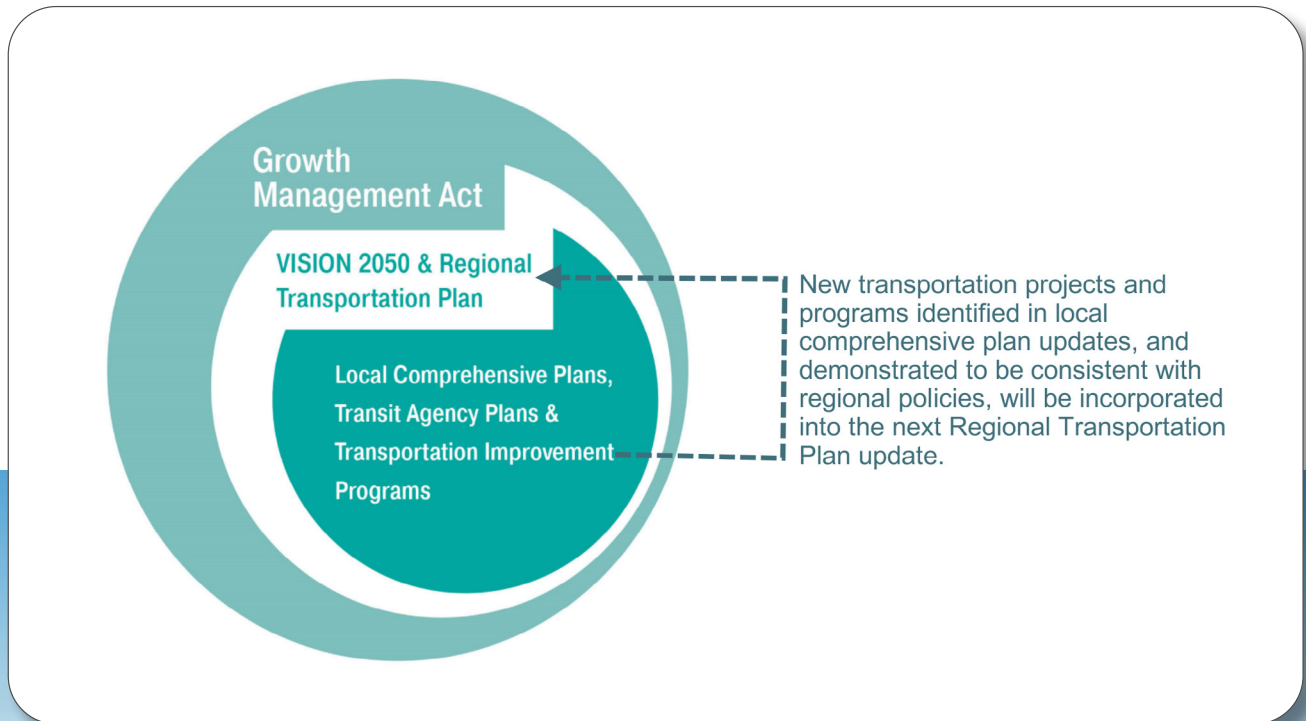 Growth
Management Act
VISION 2050 & Regional
Transportation Plan
Local Comprehensive Plans,
Transit Agency Plans &
Transportation Improvement
Programs
New transportation projects and
programs identified in local
comprehensive plan updates, and
demonstrated to be consistent with
regional policies, will be incorporated
into the next Regional Transportation
Plan update.